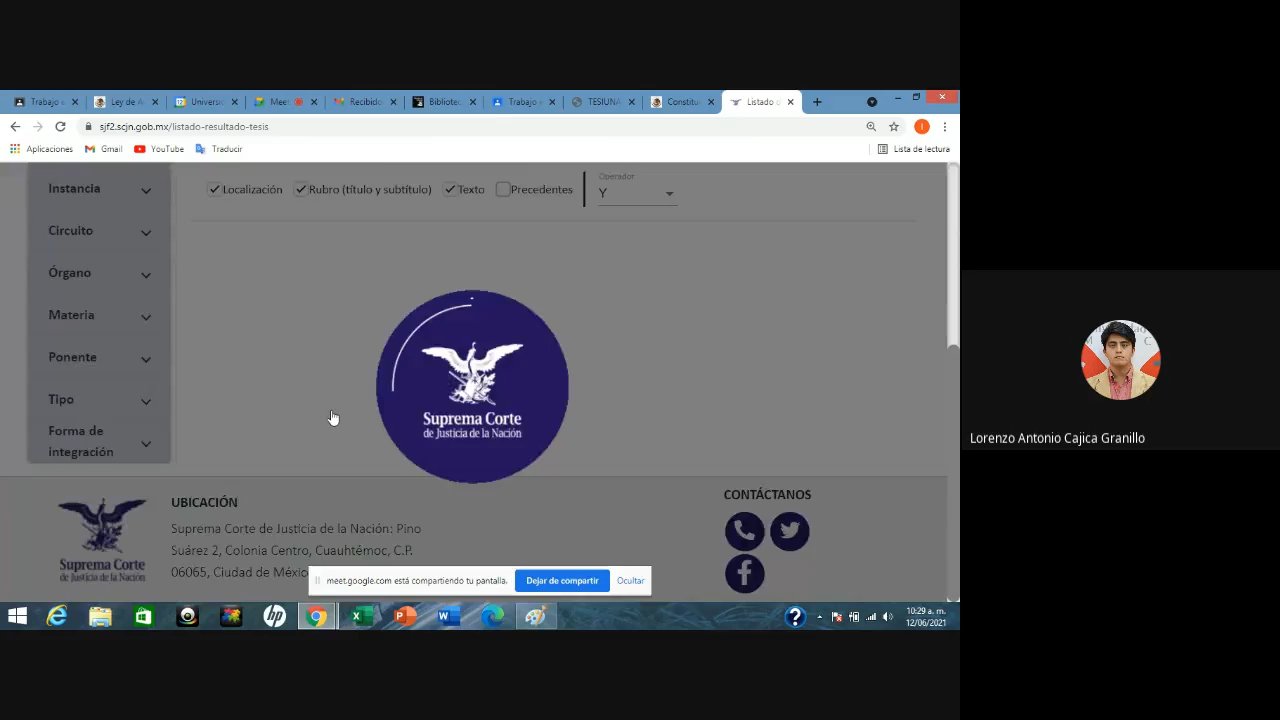 Trabajo e
Ley de A
Universi
Meet
Recibido
Bibliotec
Trabajo e
TESIUNA
Constitu
Listado o
sjf2.scjn.gob.mx/listado-resultado-tesis
Aplicaciones
Gmail
YouTube
Traducir
Lista de lectura
Instancia
Circuito
Órgano
Materia
Ponente
Tipo
Forma de
integración
Localización
Rubro (título y subtítulo)
Texto
Precedentes
Operador
Y
Suprema Corte
de Justicia de la Nación
Suprema Corte
de Justicia de la Nación
UBICACIÓN
Suprema Corte de Justicia de la Nación: Pino
Suárez 2, Colonia Centro, Cuauhtémoc, C.P.
06065, Ciudad de México
CONTÁCTANOS
meet.google.com está compartiendo tu pantalla.
Dejar de compartir
Ocultar
10:29 a. m.
12/06/2021
Lorenzo Antonio Cajica Granillo